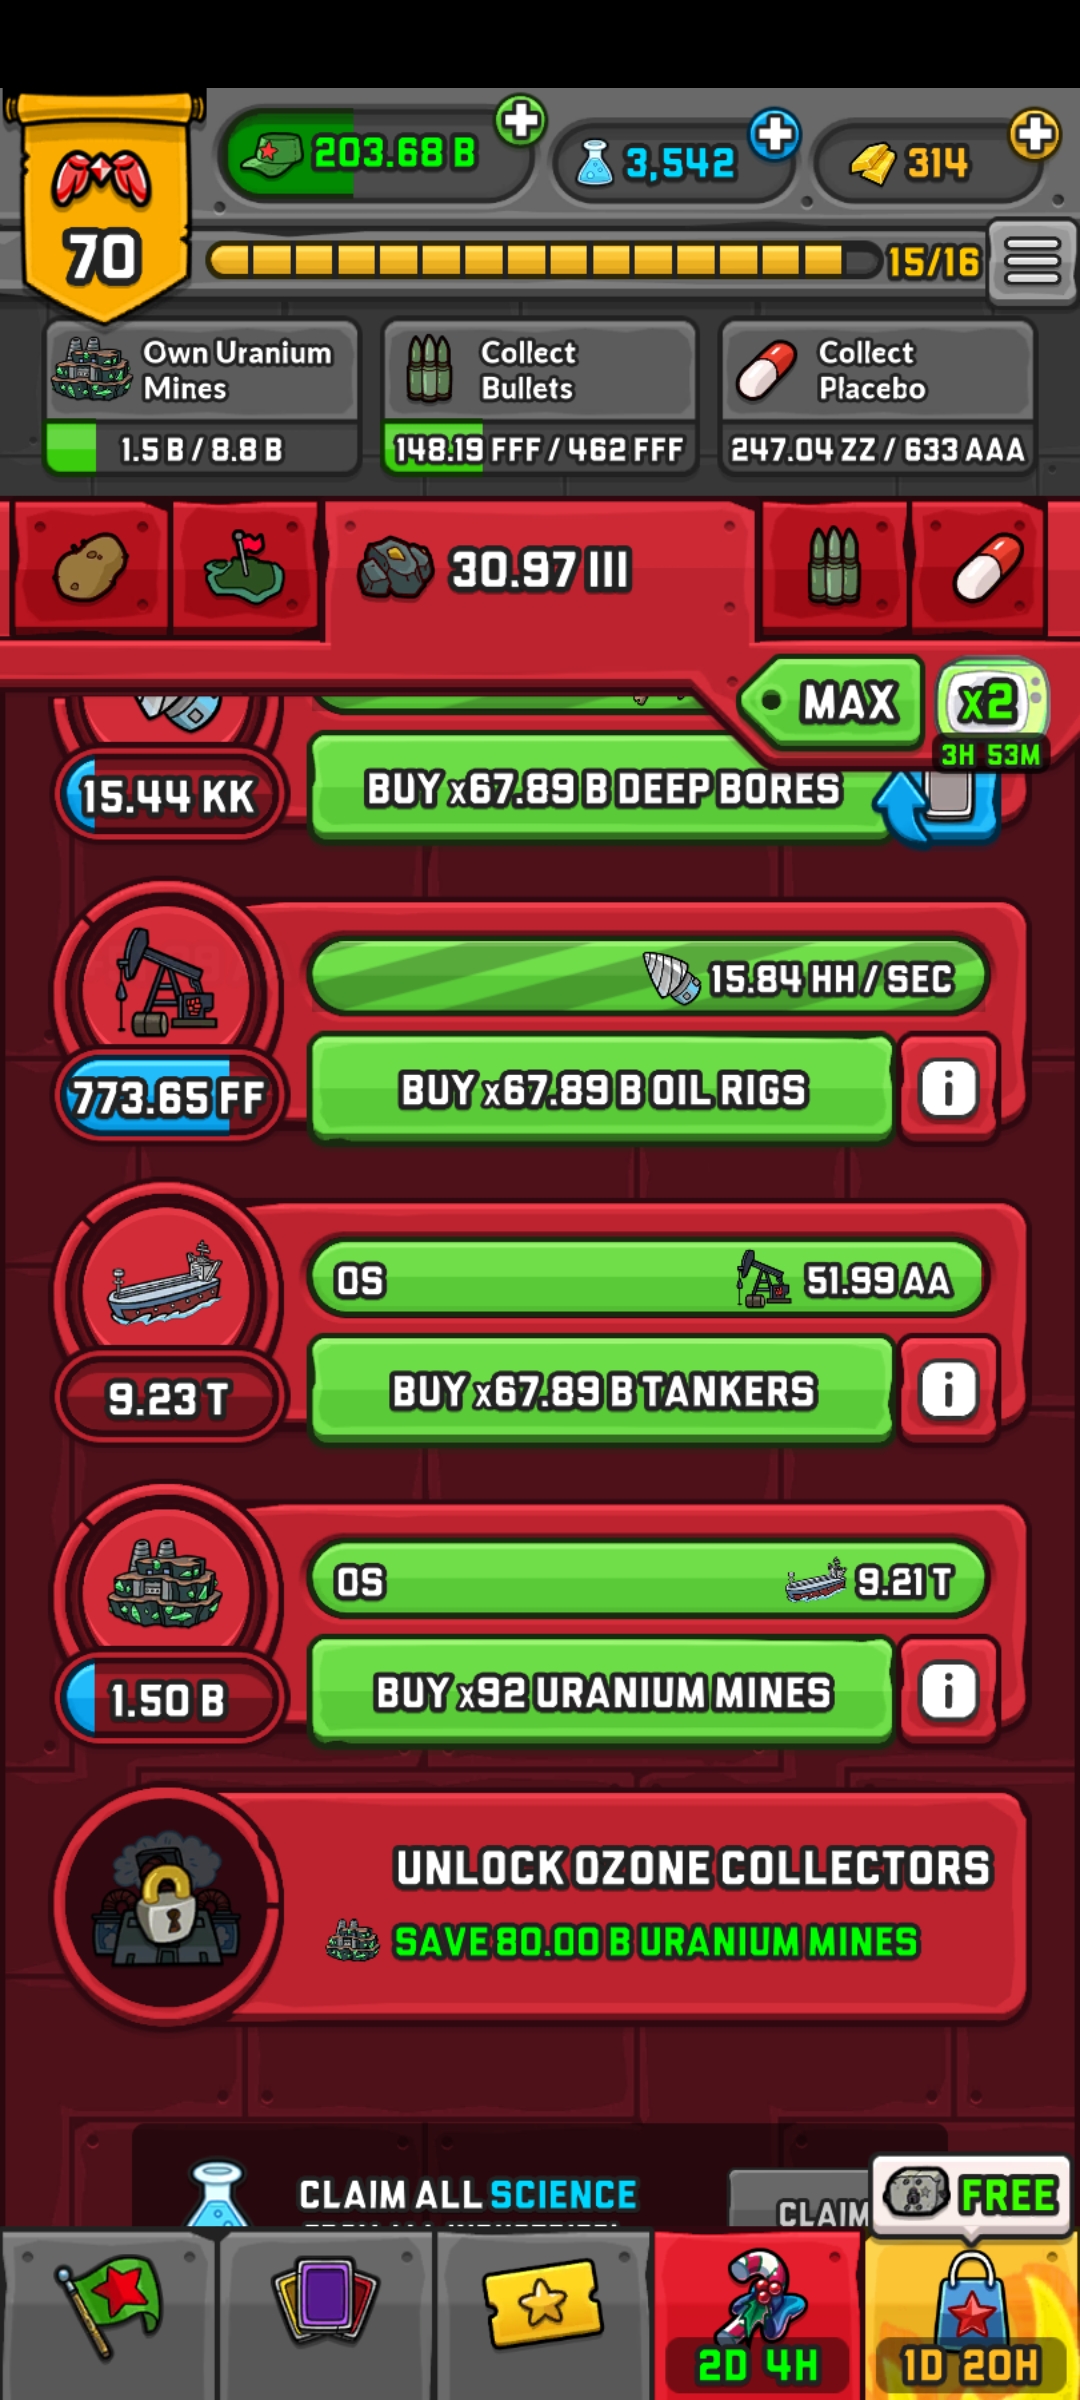 203.68 B
3,542
314
70
15/16
Own Uranium
Mines
1.5 B / 8.8 B
Collect
Bullets
148.19 FFF / 462 FFF
Collect
Placebo
247.04 ZZ / 633 AAA
30.97 III
MAX
x2
3H 53M
15.44 KK
BUY x67.89 B DEEP BORES
15.84 HH / SEC
773.65 FF
BUY x67.89 B OIL RIGS
i
0S
51.99 AA
9.23 T
BUY x67.89 B TANKERS
i
0S
9.21 T
1.50 B
BUY x92 URANIUM MINES
i
UNLOCK OZONE COLLECTORS
SAVE 80.00 B URANIUM MINES
CLAIM ALL SCIENCE
CLAIM
FREE
2D 4H
1D 20H